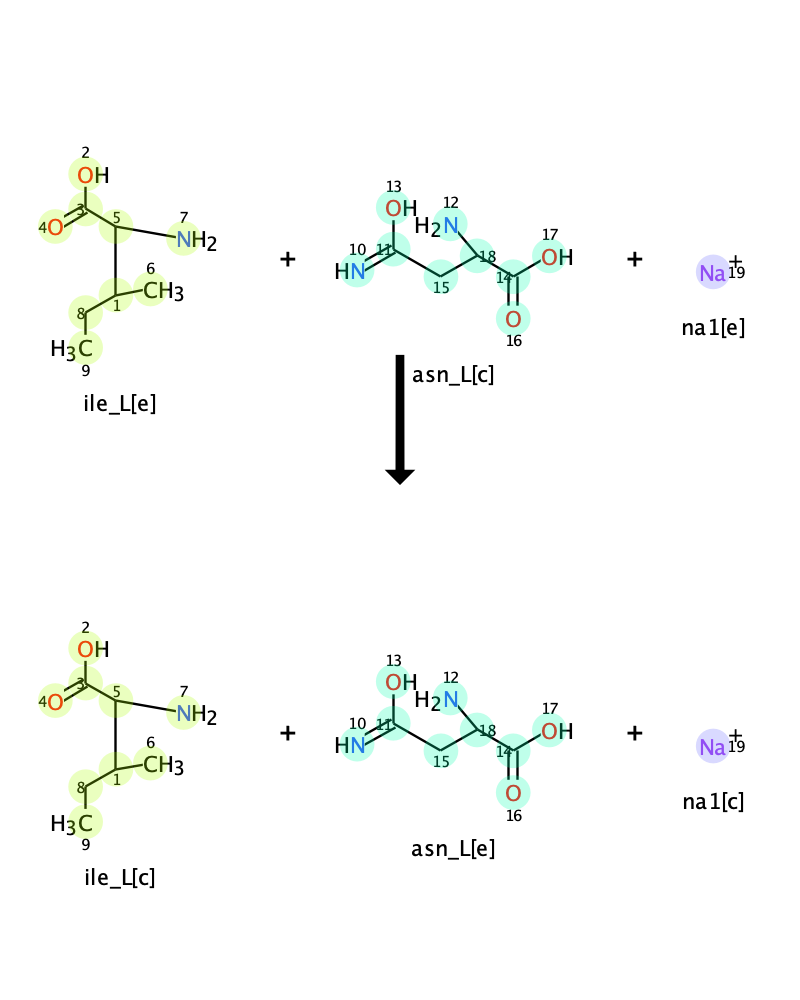 2
OH
3
4 O
5
7
NH2
6
CH3
1
8
H3C
9
ile_L[e]
+
13
OH
12
H2N
10
HN
11
15
18
14
17
OH
O
16
asn_L[c]
+
Na+
19
na1[e]
2
OH
3
4 O
5
7
NH2
6
CH3
1
8
H3C
9
ile_L[c]
+
13
OH
12
H2N
10
HN
11
15
18
14
17
OH
O
16
asn_L[e]
+
Na+
19
na1[c]